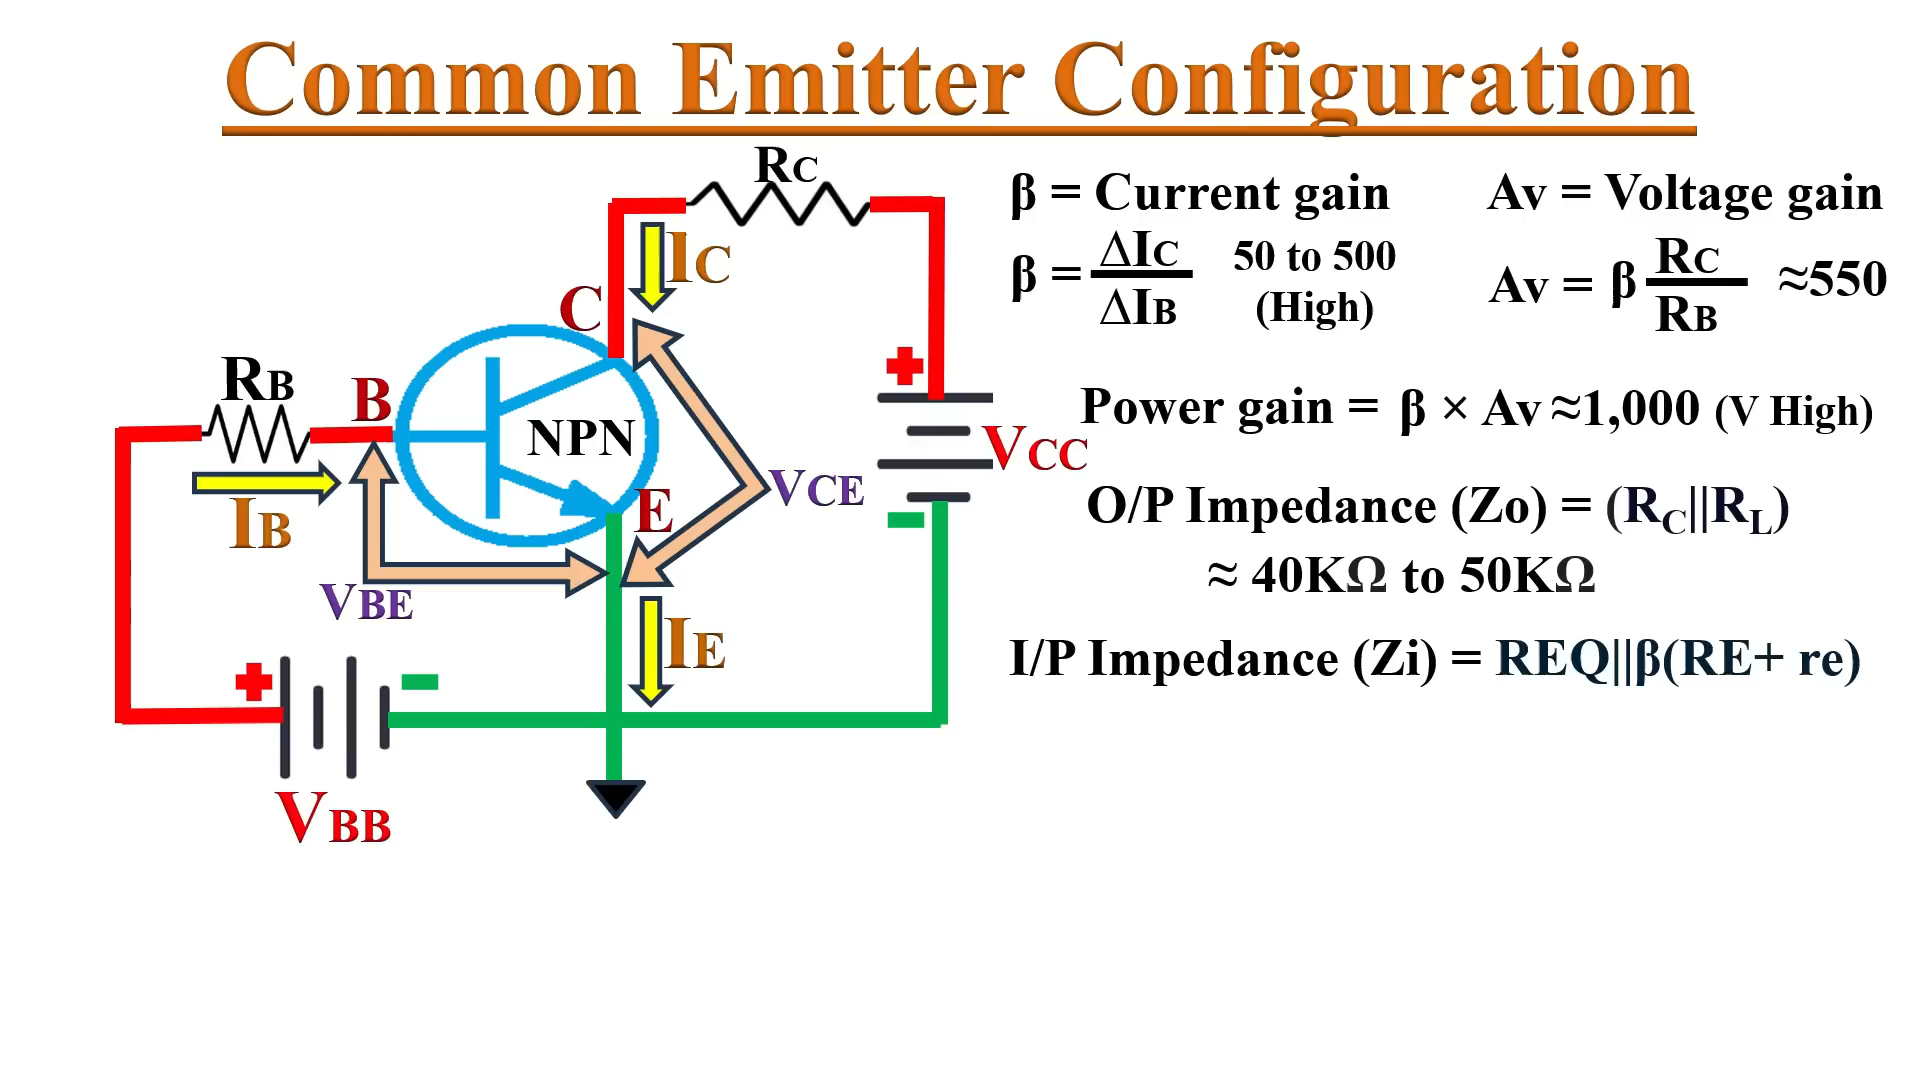 Common Emitter Configuration
RC
β = Current gain
Av = Voltage gain
β = ΔIC / ΔIB
50 to 500
(High)
Av = β RC / RB ≈550
IC
C
RB
B
NPN
+
VCC
VCE
Power gain = β × Av ≈1,000 (V High)
IB
E
-
O/P Impedance (Zo) = (RC||RL)
≈ 40KΩ to 50KΩ
VBE
IE
I/P Impedance (Zi) = REQ||β(RE+ re)
+
-
VBB